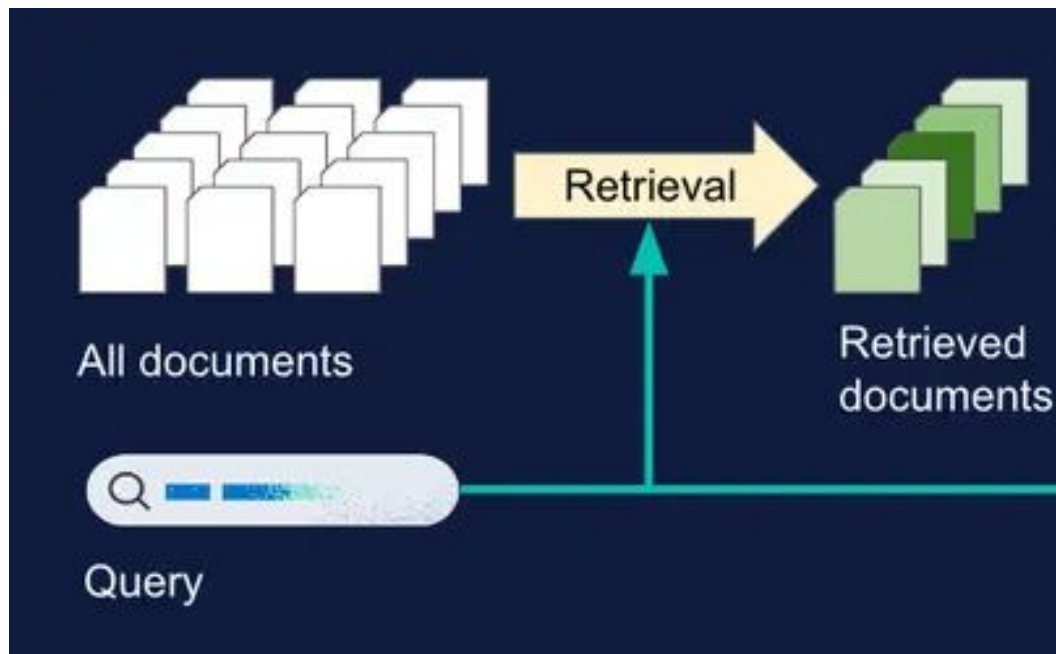 Retrieval
All documents
Retrieved
documents
Query